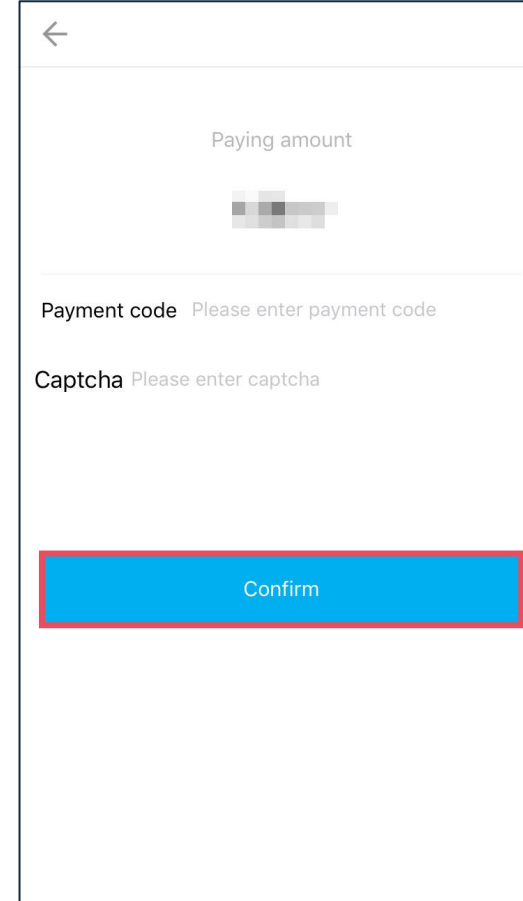 Paying amount
Payment code Please enter payment code
Captcha Please enter captcha
Confirm